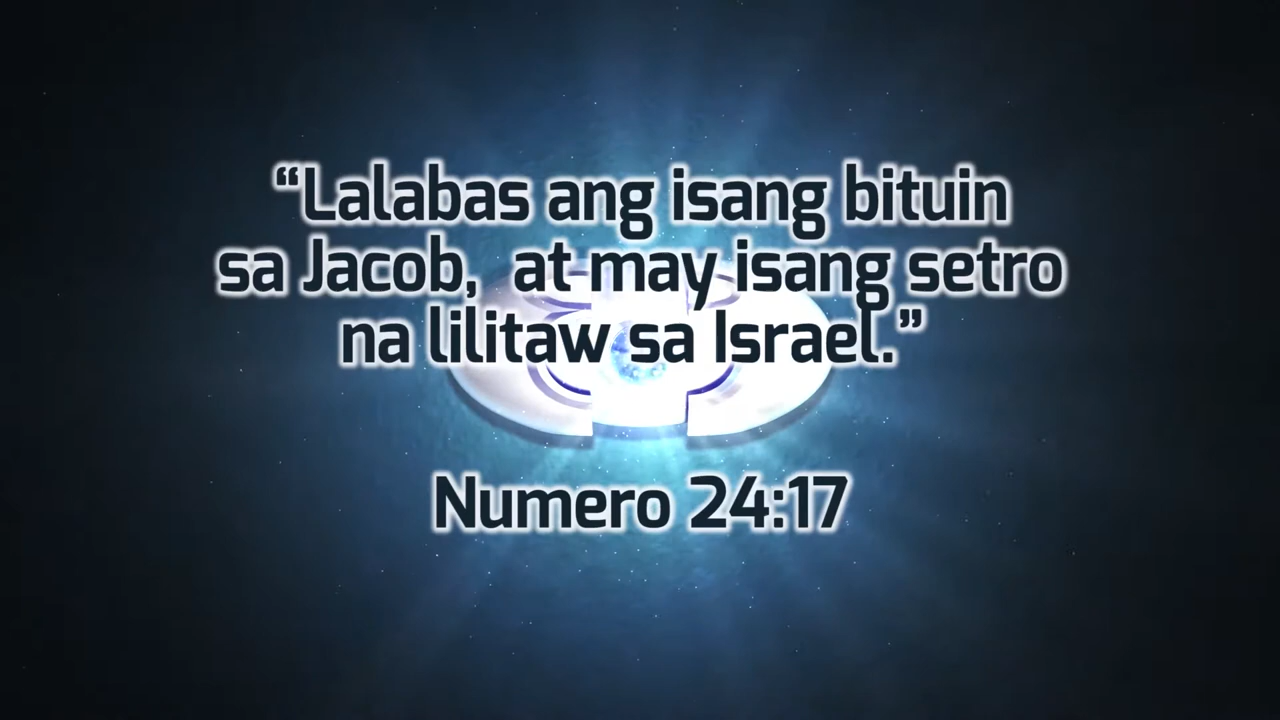 “Lalabas ang isang bituin
sa Jacob,  at may isang setro
na lilitaw sa Israel.”
Numero 24:17